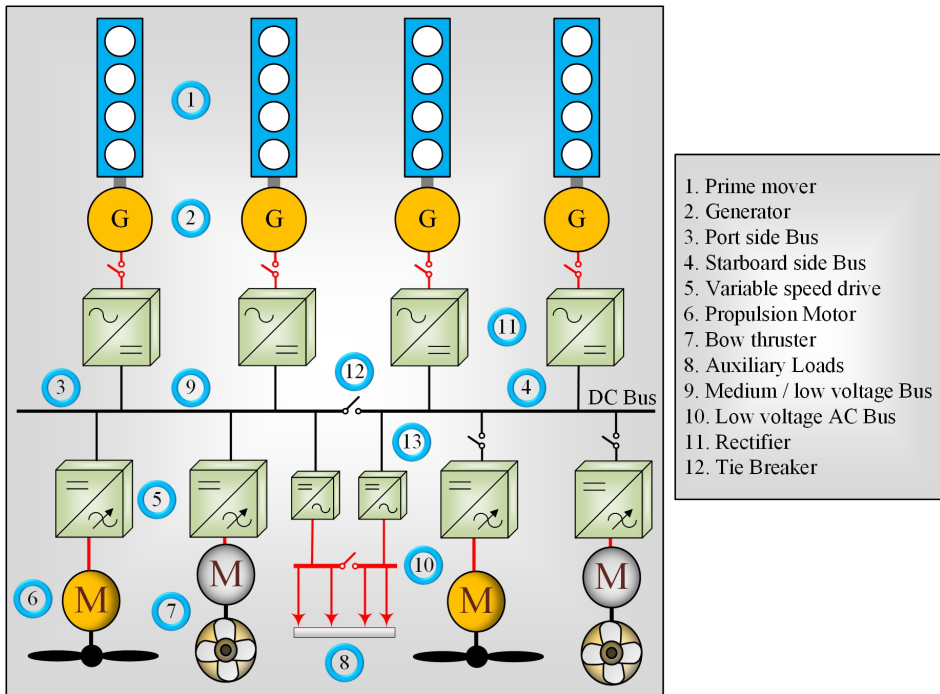 1
G
G
G
G
2
11
12
3
9
4
DC Bus
13
5
10
M
M
M
M
6
7
8
1. Prime mover
2. Generator
3. Port side Bus
4. Starboard side Bus
5. Variable speed drive
6. Propulsion Motor
7. Bow thruster
8. Auxiliary Loads
9. Medium / low voltage Bus
10. Low voltage AC Bus
11. Rectifier
12. Tie Breaker